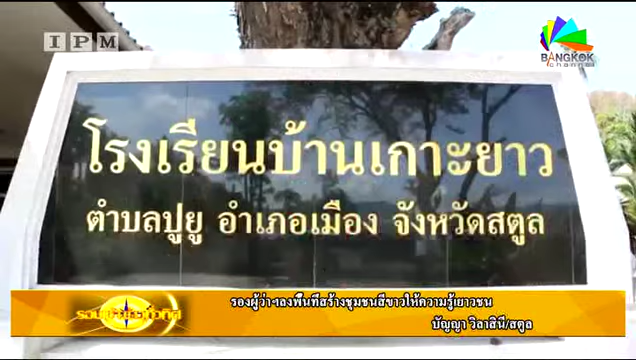 IPM
BANGKOK
channel
โรงเรียนบ้านเกาะยาว
ตำบลปูยู อำเภอเมือง จังหวัดสตูล
รองผู้ว่าฯลงพื้นที่สร้างชุมชนสีขาวให้ความรู้เยาวชน
บัญญา วิลาสินี/สตูล